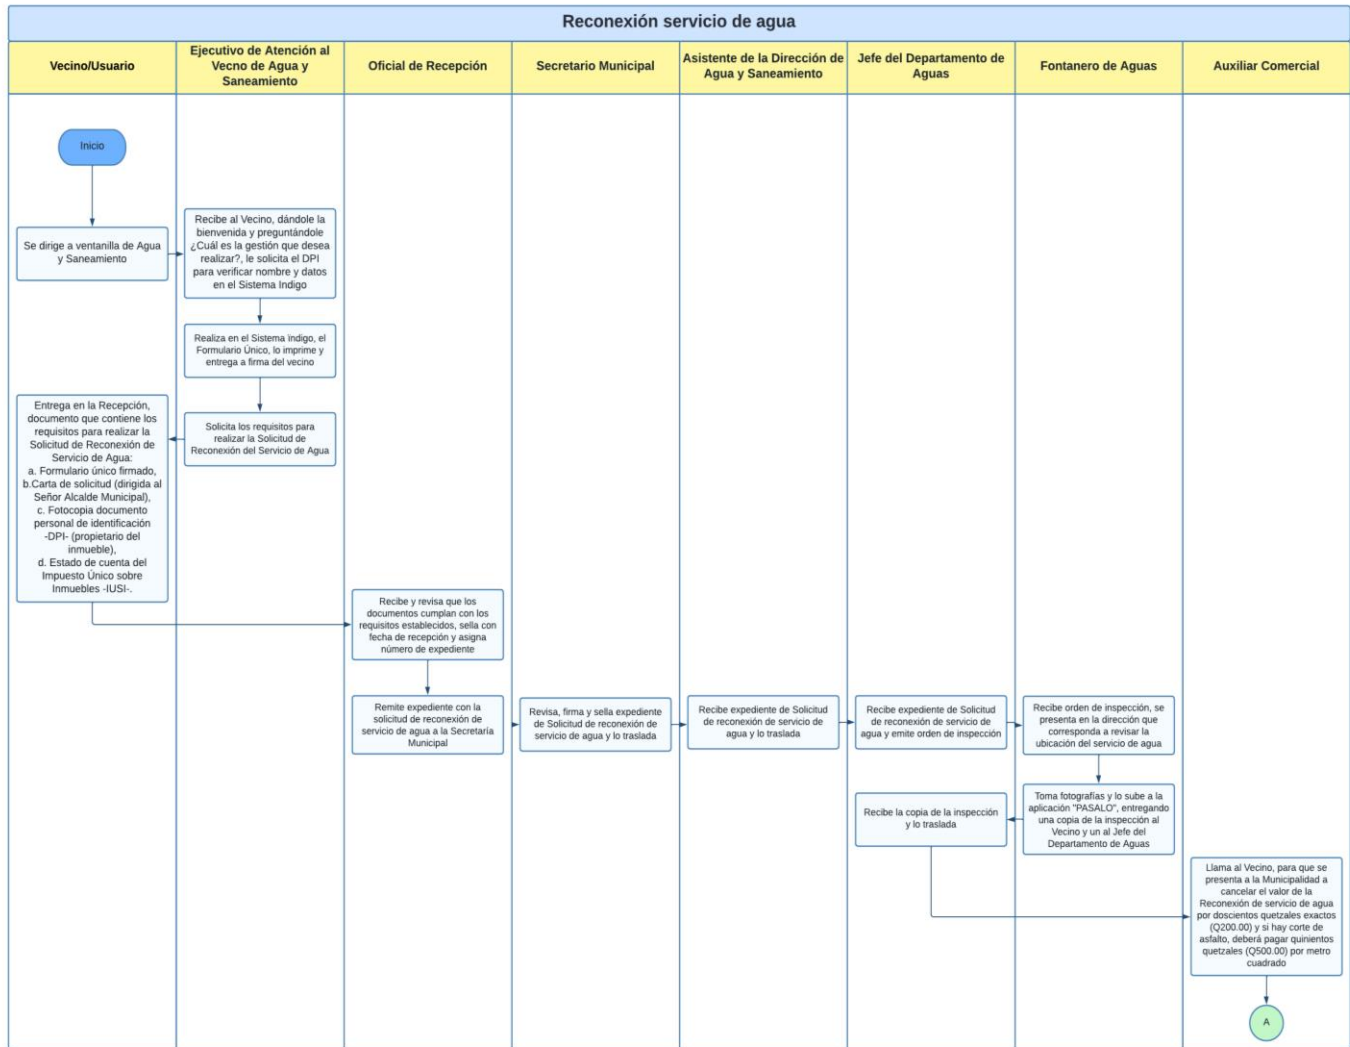 Reconexión servicio de agua
Vecino/Usuario
Ejecutivo de Atención al
Vecno de Agua y
Saneamiento
Oficial de Recepción
Secretario Municipal
Asistente de la Dirección de
Agua y Saneamiento
Jefe del Departamento de
Aguas
Fontanero de Aguas
Auxiliar Comercial
Inicio
Se dirige a ventanilla de Agua
y Saneamiento
Recibe al Vecino, dándole la
bienvenida y preguntándole
¿Cuál es la gestión que desea
realizar?, le solicita el DPI
para verificar nombre y datos
en el Sistema Indigo
Realiza en el Sistema índigo, el
Formulario Único, lo imprime y
entrega a firma del vecino
Solicita los requisitos para
realizar la Solicitud de
Reconexión del Servicio de Agua
Entrega en la Recepción,
documento que contiene los
requisitos para realizar la
Solicitud de Reconexión de
Servicio de Agua:
a. Formulario único firmado,
b.Carta de solicitud (dirigida al
Señor Alcalde Municipal),
c. Fotocopia documento
personal de identificación
-DPI- (propietario del
inmueble),
d. Estado de cuenta del
Impuesto Único sobre
Inmuebles -IUSI-.
Recibe y revisa que los
documentos cumplan con los
requisitos establecidos, sella con
fecha de recepción y asigna
número de expediente
Remite expediente con la
solicitud de reconexión de
servicio de agua a la Secretaría
Municipal
Revisa, firma y sella expediente
de Solicitud de reconexión de
servicio de agua y lo traslada
Recibe expediente de Solicitud
de reconexión de servicio de
agua y lo traslada
Recibe expediente de Solicitud
de reconexión de servicio de
agua y emite orden de inspección
Recibe orden de inspección, se
presenta en la dirección que
corresponda a revisar la
ubicación del servicio de agua
Toma fotografías y lo sube a la
aplicación "PASALO", entregando
una copia de la inspección al
Vecino y un al Jefe del
Departamento de Aguas
Recibe la copia de la inspección
y lo traslada
Llama al Vecino, para que se
presenta a la Municipalidad a
cancelar el valor de la
Reconexión de servicio de agua
por doscientos quetzales exactos
(Q200.00) y si hay corte de
asfalto, deberá pagar quinientos
quetzales (Q500.00) por metro
cuadrado
A